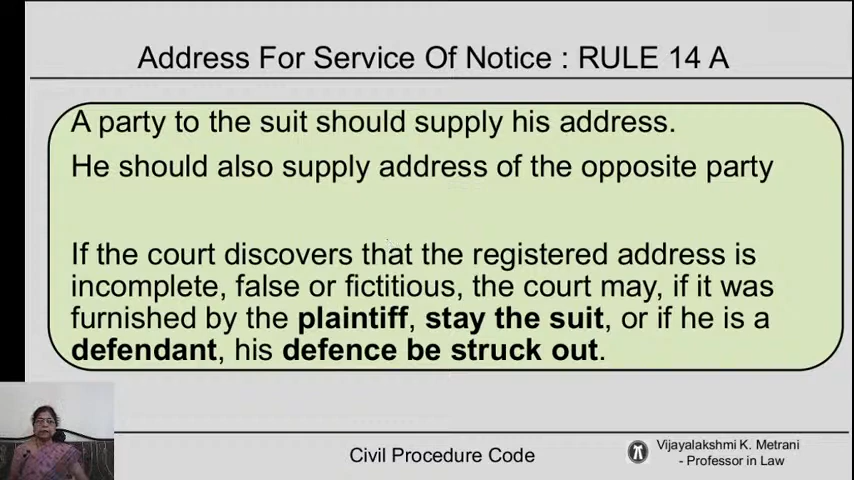 Address For Service Of Notice : RULE 14 A
A party to the suit should supply his address.
He should also supply address of the opposite party
If the court discovers that the registered address is
incomplete, false or fictitious, the court may, if it was
furnished by the plaintiff, stay the suit, or if he is a
defendant, his defence be struck out.
Civil Procedure Code
Vijayalakshmi K. Metrani
- Professor in Law